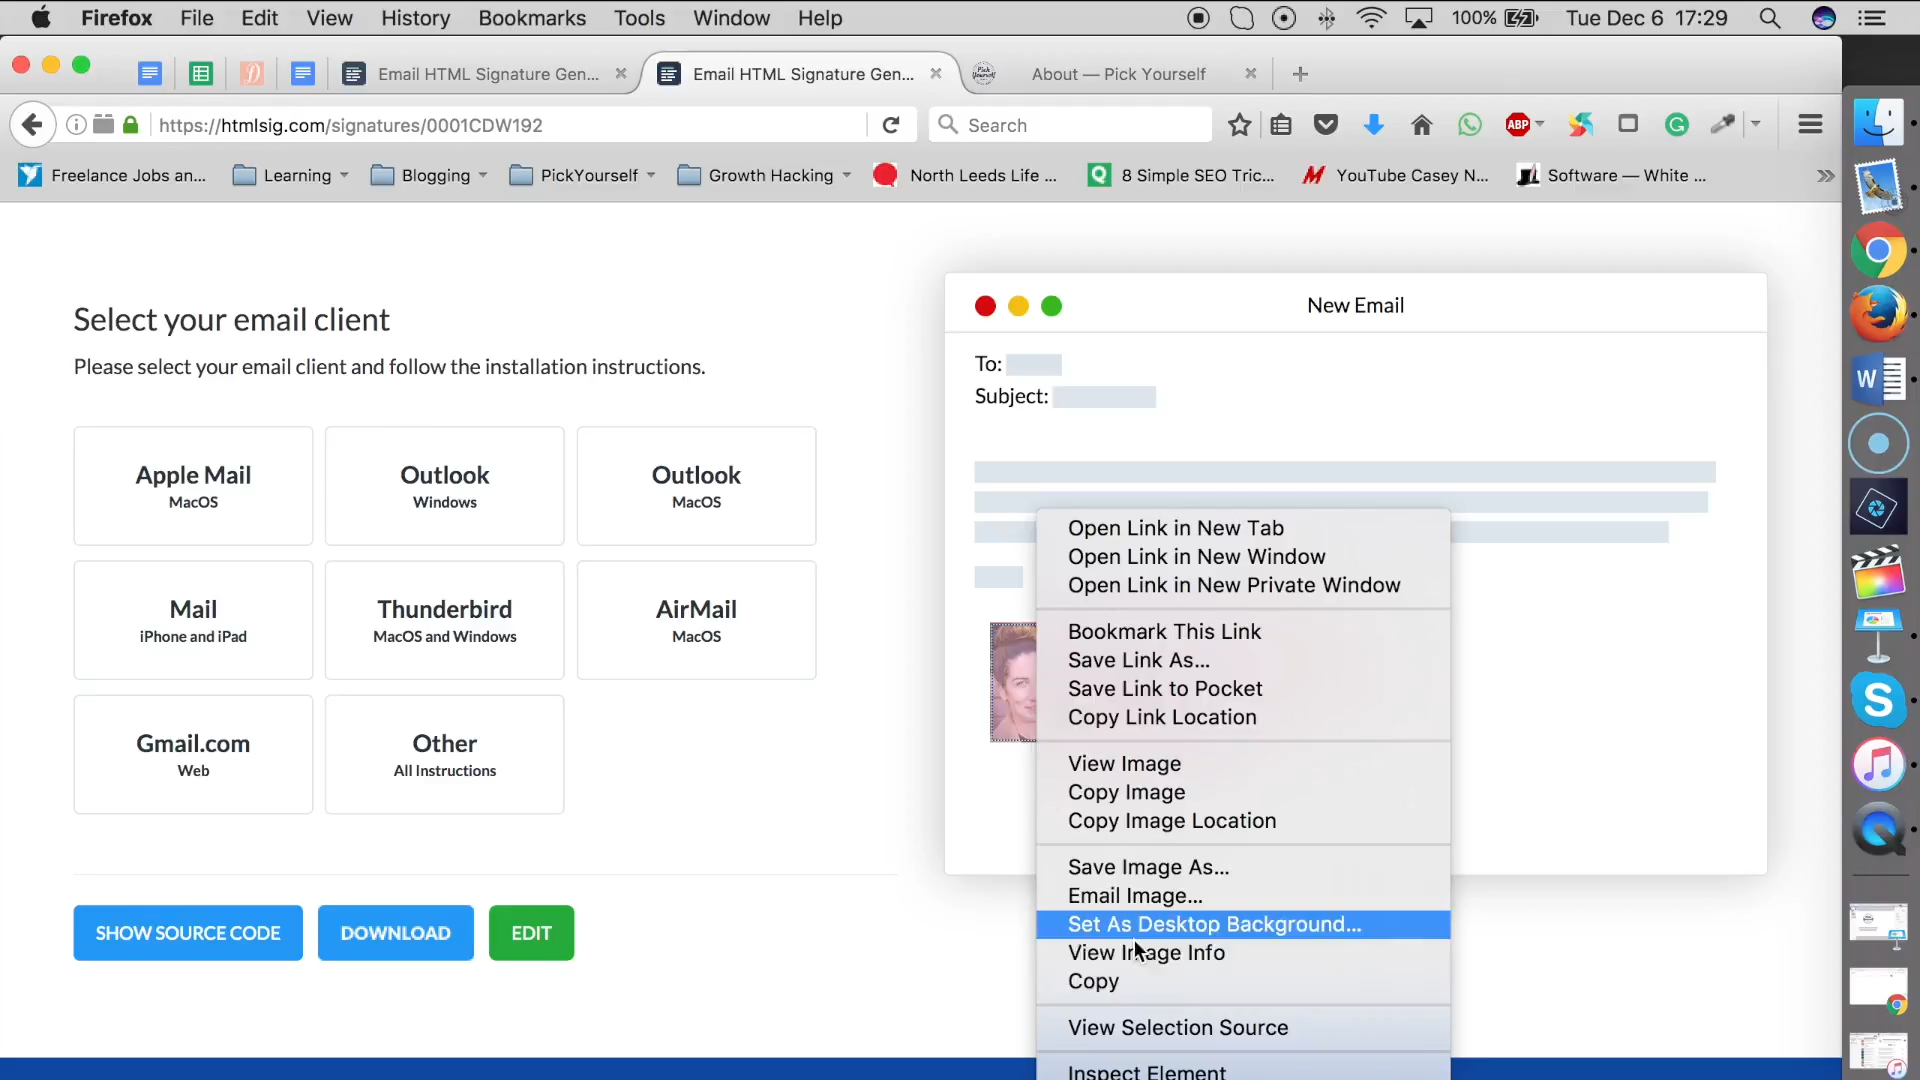 Firefox File Edit View History Bookmarks Tools Window Help 100% Tue Dec 6 17:29
Email HTML Signature Gen... Email HTML Signature Gen... About — Pick Yourself
https://htmlsig.com/signatures/0001CDW192 Search ABP
Freelance Jobs an... Learning Blogging PickYourself Growth Hacking North Leeds Life ... 8 Simple SEO Tric... YouTube Casey N... Software — White ...
New Email
Select your email client
Please select your email client and follow the installation instructions.
To:
Subject:
Apple Mail
MacOS
Outlook
Windows
Outlook
MacOS
Mail
iPhone and iPad
Thunderbird
MacOS and Windows
AirMail
MacOS
Gmail.com
Web
Other
All Instructions
SHOW SOURCE CODE DOWNLOAD EDIT
Open Link in New Tab
Open Link in New Window
Open Link in New Private Window
Bookmark This Link
Save Link As...
Save Link to Pocket
Copy Link Location
View Image
Copy Image
Copy Image Location
Save Image As...
Email Image...
Set As Desktop Background...
View Image Info
Copy
View Selection Source
Inspect Element